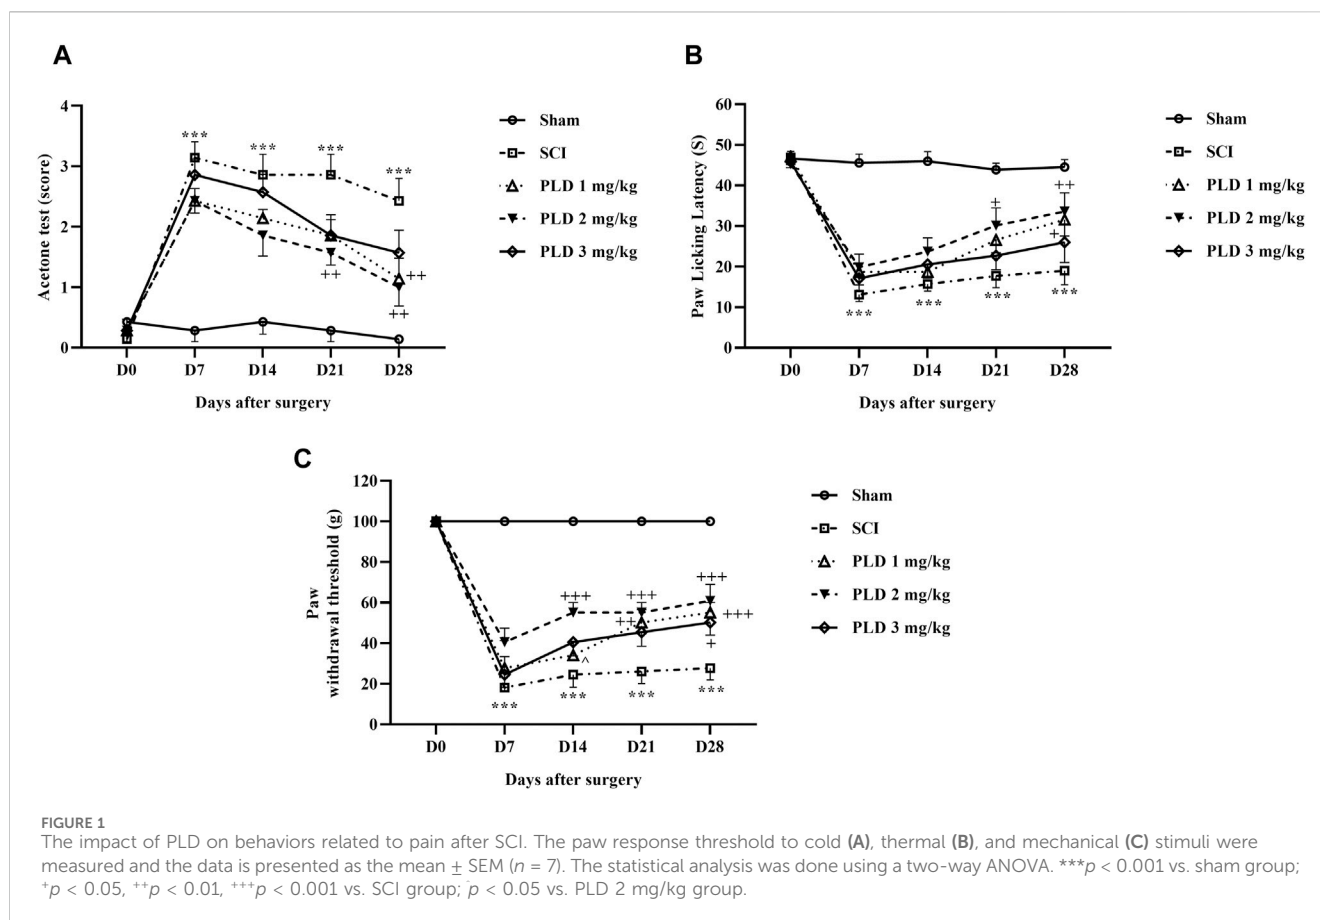 A
Acetone test (score)
4
3
2
1
0
***
***
***
***
++
++
++
D0 D7 D14 D21 D28
Days after surgery
Sham
SCI
PLD 1 mg/kg
PLD 2 mg/kg
PLD 3 mg/kg
B
Paw Licking Latency (S)
60
50
40
30
20
10
0
++
+
+
***
***
***
***
D0 D7 D14 D21 D28
Days after surgery
Sham
SCI
PLD 1 mg/kg
PLD 2 mg/kg
PLD 3 mg/kg
C
Paw
withdrawal threshold (g)
120
100
80
60
40
20
0
+++
+++
+++
++
+++
^
+
***
***
***
***
D0 D7 D14 D21 D28
Days after surgery
Sham
SCI
PLD 1 mg/kg
PLD 2 mg/kg
PLD 3 mg/kg
FIGURE 1
The impact of PLD on behaviors related to pain after SCI. The paw response threshold to cold (A), thermal (B), and mechanical (C) stimuli were
measured and the data is presented as the mean ± SEM (n = 7). The statistical analysis was done using a two-way ANOVA. ***p < 0.001 vs. sham group;
+p < 0.05, ++p < 0.01, +++p < 0.001 vs. SCI group; p < 0.05 vs. PLD 2 mg/kg group.